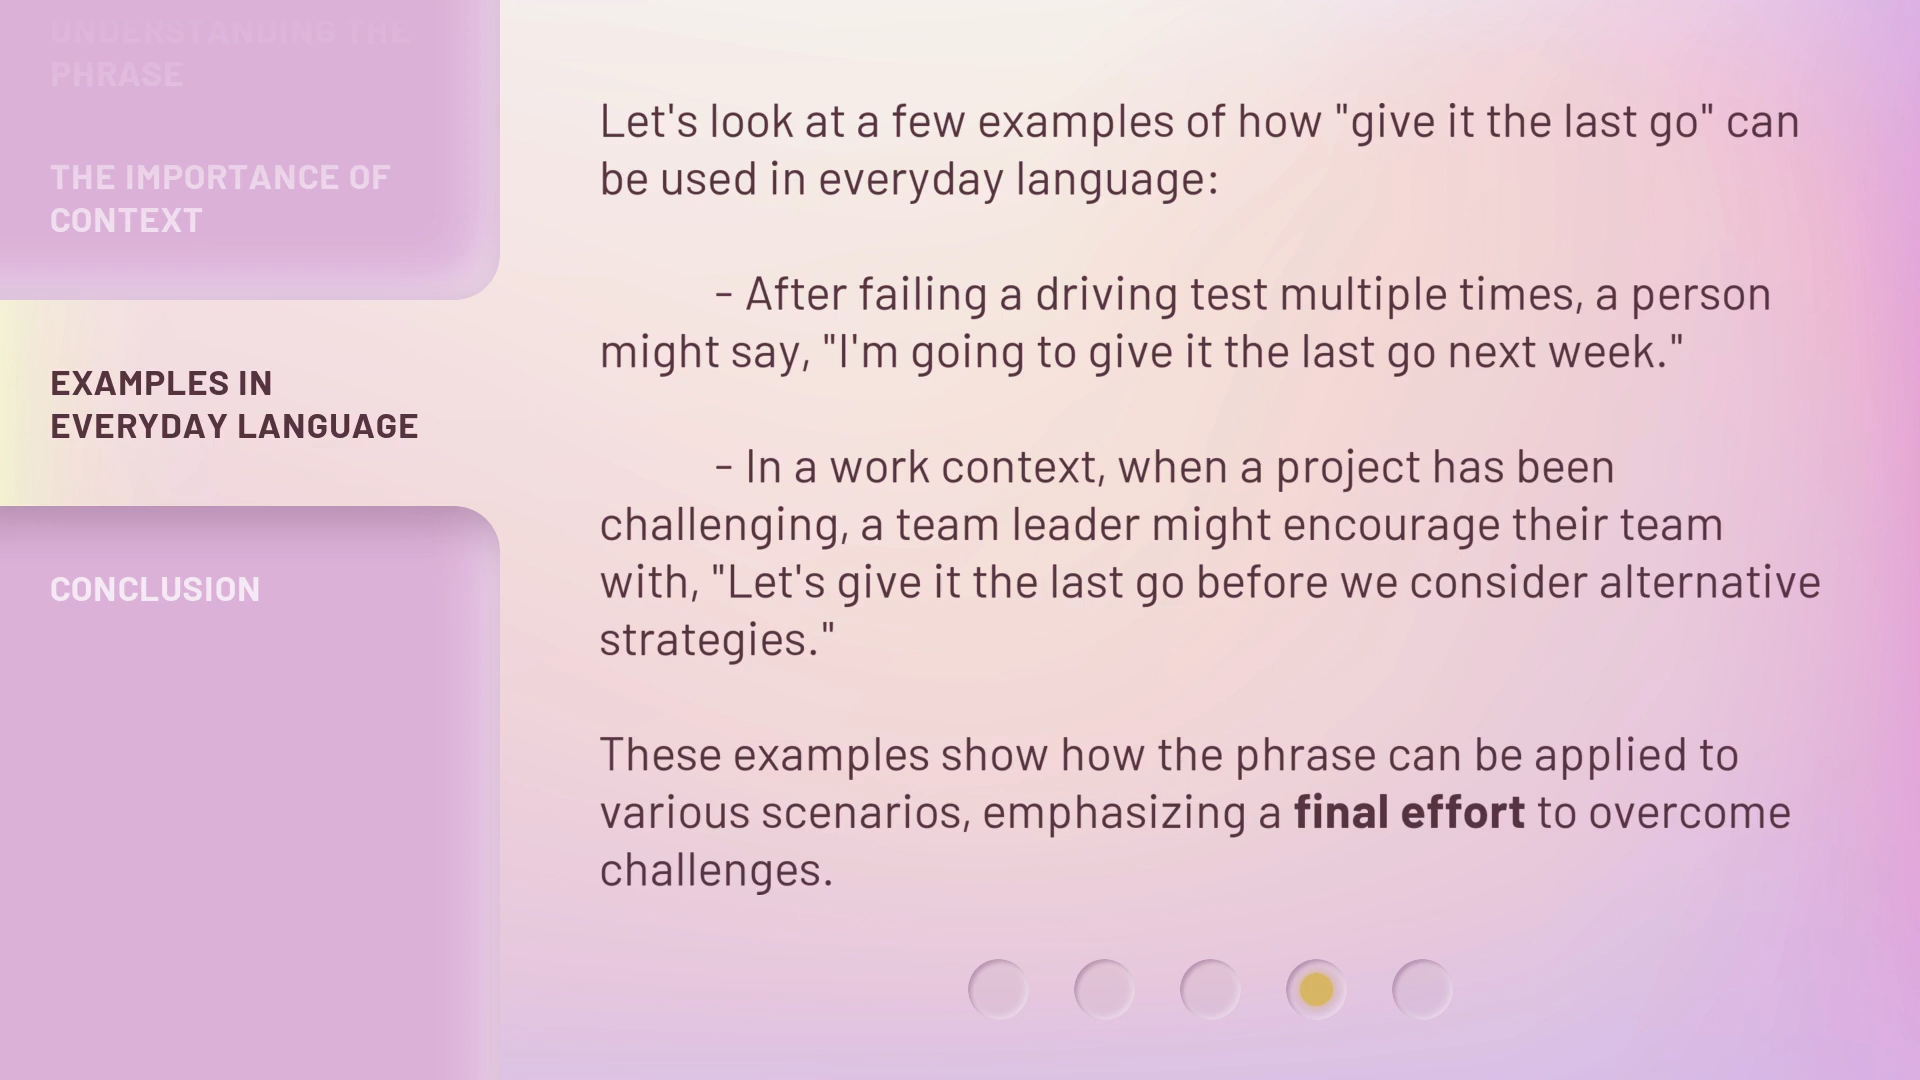 UNDERSTANDING THE
PHRASE
THE IMPORTANCE OF
CONTEXT
EXAMPLES IN
EVERYDAY LANGUAGE
CONCLUSION
Let's look at a few examples of how "give it the last go" can
be used in everyday language:
- After failing a driving test multiple times, a person
might say, "I'm going to give it the last go next week."
- In a work context, when a project has been
challenging, a team leader might encourage their team
with, "Let's give it the last go before we consider alternative
strategies."
These examples show how the phrase can be applied to
various scenarios, emphasizing a final effort to overcome
challenges.